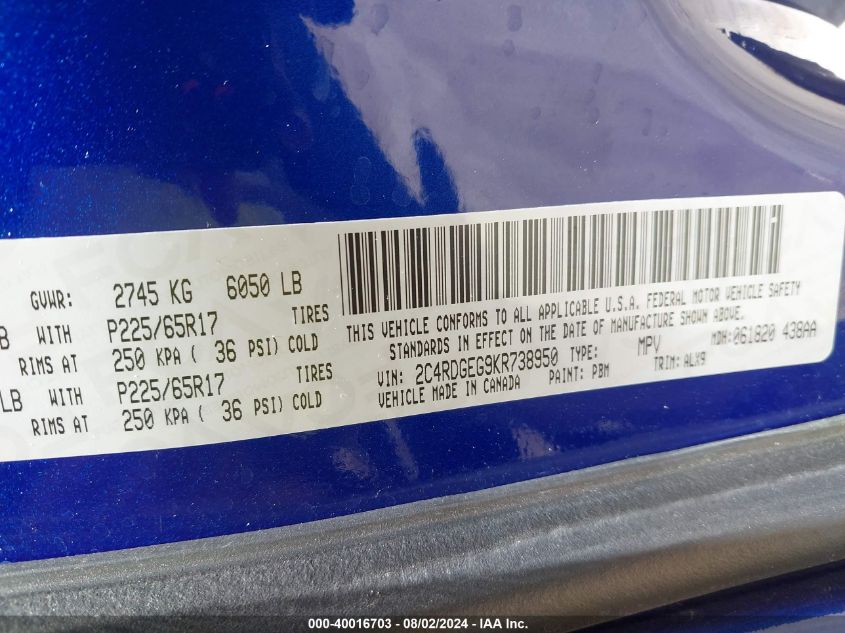 GVWR: 2745 KG 6050 LB
B WITH P225/65R17 TIRES
RIMS AT 250 KPA ( 36 PSI) COLD
LB WITH P225/65R17 TIRES
RIMS AT 250 KPA ( 36 PSI) COLD
THIS VEHICLE CONFORMS TO ALL APPLICABLE U.S.A. FEDERAL MOTOR VEHICLE SAFETY
STANDARDS IN EFFECT ON THE DATE OF MANUFACTURE SHOWN ABOVE.
MDH: 061820 438AA
VIN: 2C4RDGEG9KR738950 TYPE: MPV
VEHICLE MADE IN CANADA PAINT: PBM TRIM: ALX9
000-40016703 - 08/02/2024 - IAA Inc.